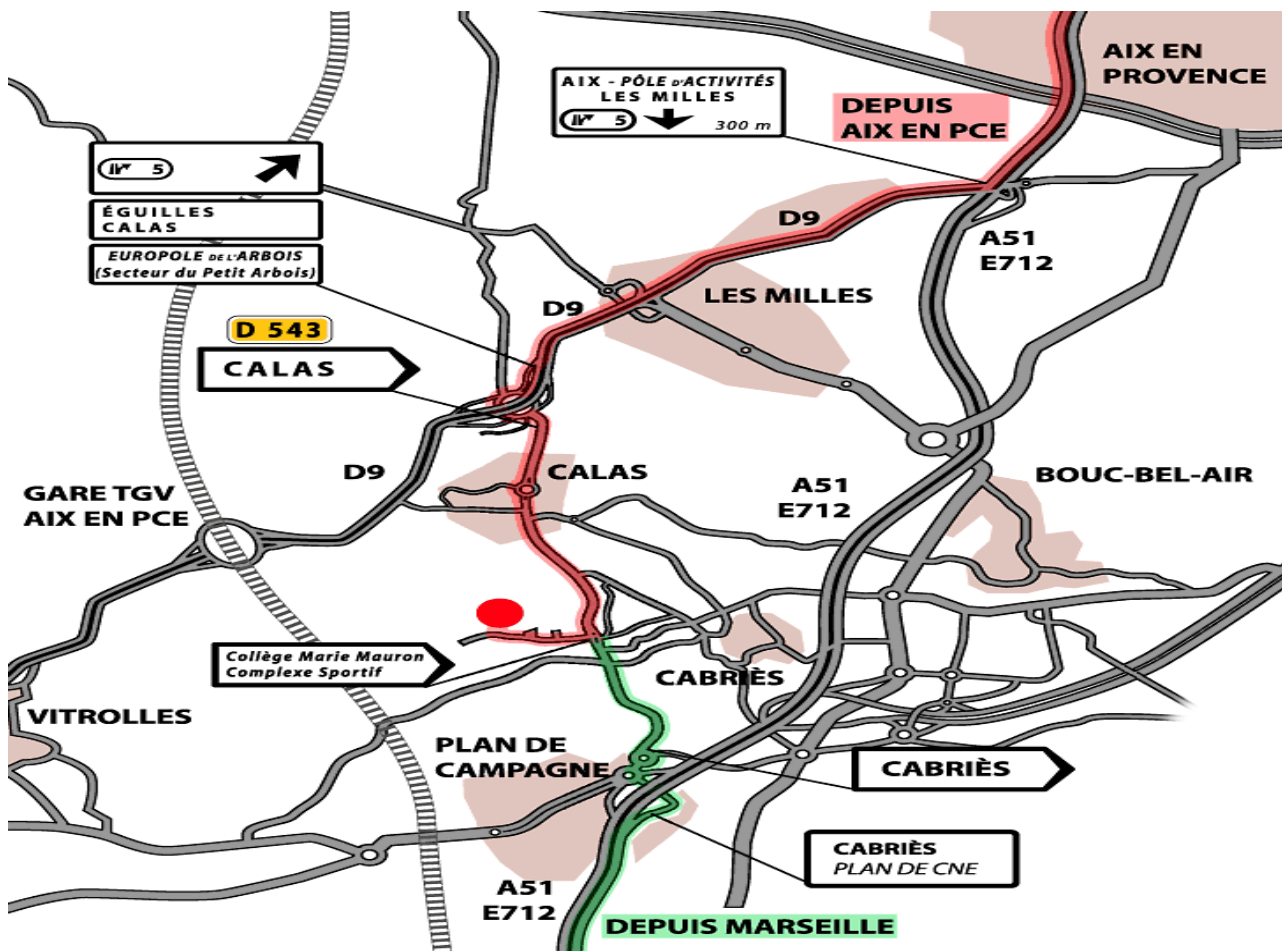 AIX EN
PROVENCE
AIX - PÔLE D'ACTIVITÉS
LES MILLES
5
300 m
DEPUIS
AIX EN PCE
5
ÉGUILLES
CALAS
EUROPOLE DE L'ARBOIS
(Secteur du Petit Arbois)
D9
A51
E712
LES MILLES
D9
D 543
CALAS
D9
CALAS
A51
E712
BOUC-BEL-AIR
GARE TGV
AIX EN PCE
Collège Marie Mauron
Complexe Sportif
CABRIÈS
VITROLLES
PLAN DE
CAMPAGNE
CABRIÈS
CABRIÈS
PLAN DE CNE
A51
E712
DEPUIS MARSEILLE